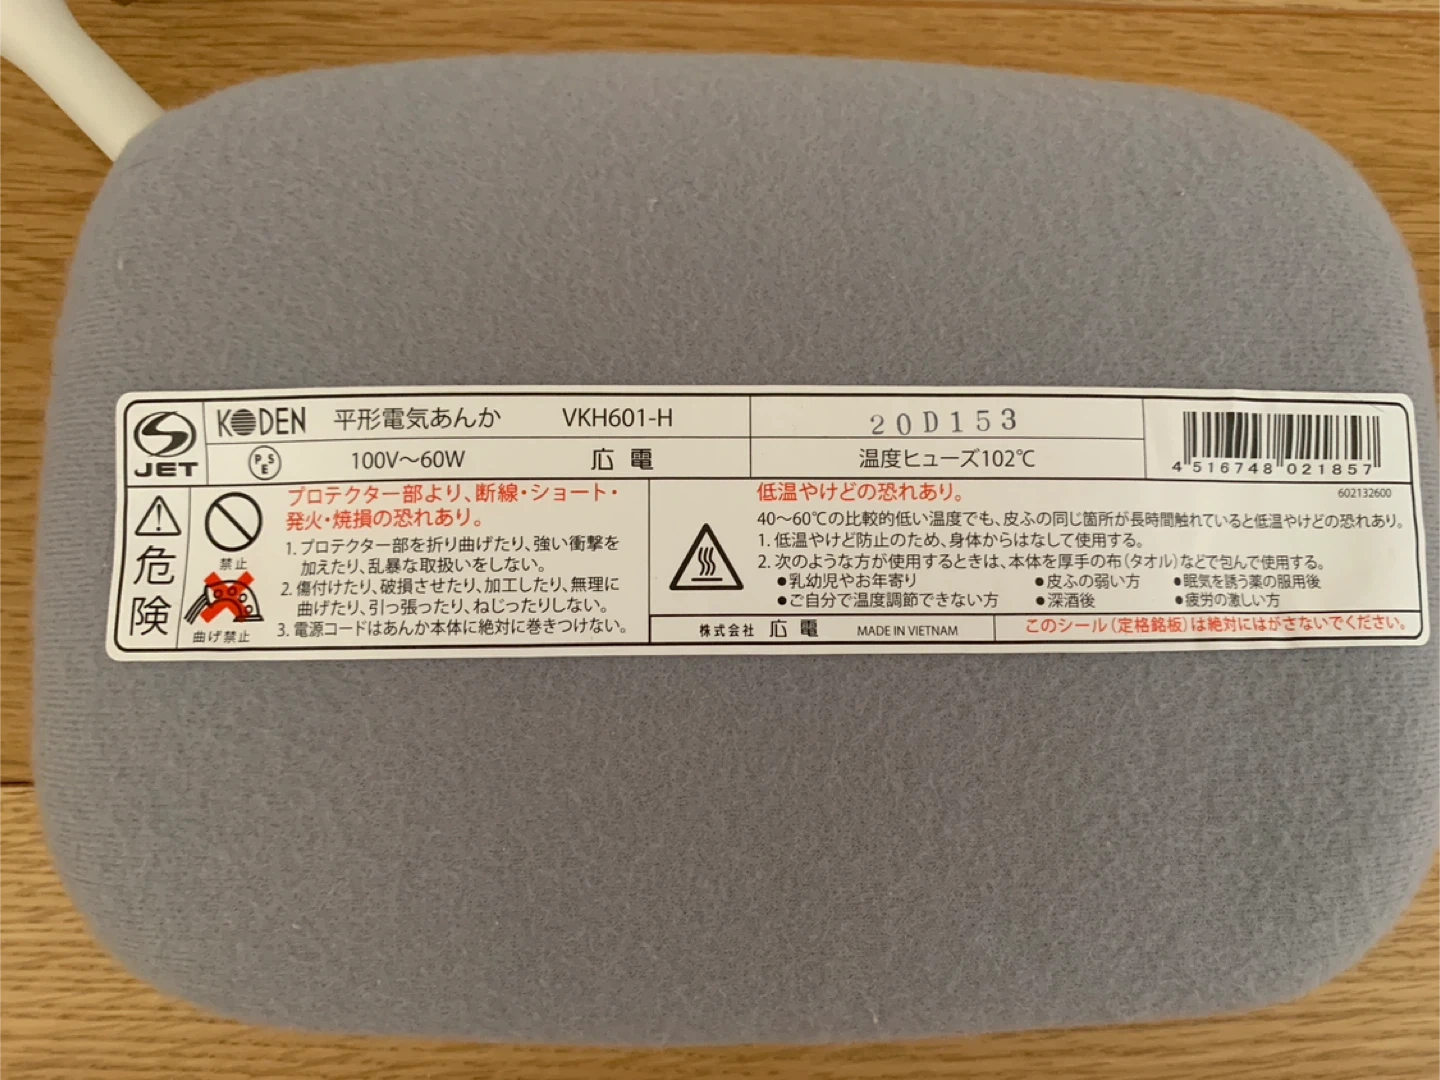 JET
KODEN 平形電気あんか VKH601-H 20D153
PSE 100V～60W 広電 温度ヒューズ102℃
4 516748 021857
危険
禁止
曲げ禁止
プロテクター部より、断線・ショート・
発火・焼損の恐れあり。
1. プロテクター部を折り曲げたり、強い衝撃を
加えたり、乱暴な取扱いをしない。
2. 傷付けたり、破損させたり、加工したり、無理に
曲げたり、引っ張ったり、ねじったりしない。
3. 電源コードはあんか本体に絶対に巻きつけない。
低温やけどの恐れあり。
602132600
40～60℃の比較的低い温度でも、皮ふの同じ箇所が長時間触れていると低温やけどの恐れあり。
1. 低温やけど防止のため、身体からはなして使用する。
2. 次のような方が使用するときは、本体を厚手の布（タオル）などで包んで使用する。
●乳幼児やお年寄り ●皮ふの弱い方 ●眠気を誘う薬の服用後
●ご自分で温度調節できない方 ●深酒後 ●疲労の激しい方
株式会社 広電 MADE IN VIETNAM このシール（定格銘板）は絶対にはがさないでください。